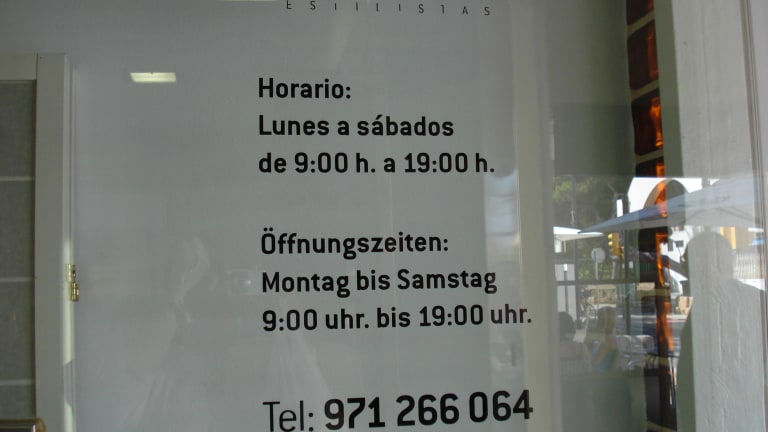 ESTILISTAS
Horario:
Lunes a sábados
de 9:00 h. a 19:00 h.
Öffnungszeiten:
Montag bis Samstag
9:00 uhr. bis 19:00 uhr.
Tel: 971 266 064